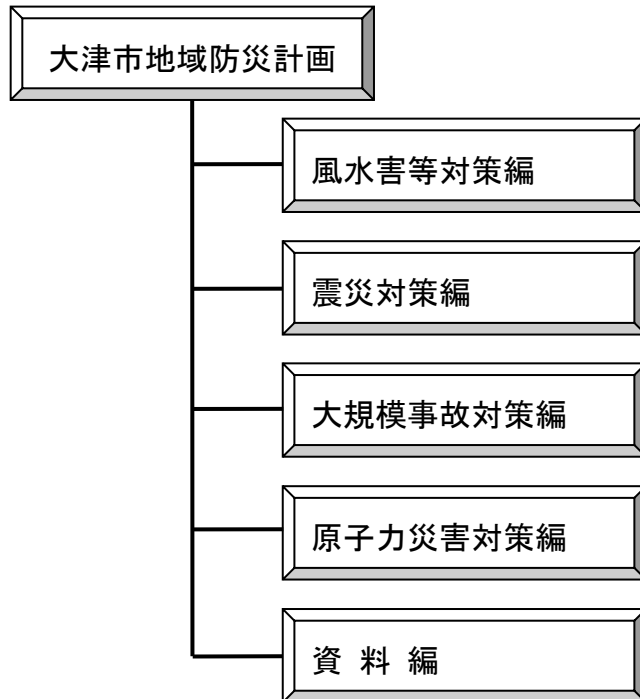 大津市地域防災計画
風水害等対策編
震災対策編
大規模事故対策編
原子力災害対策編
資 料 編